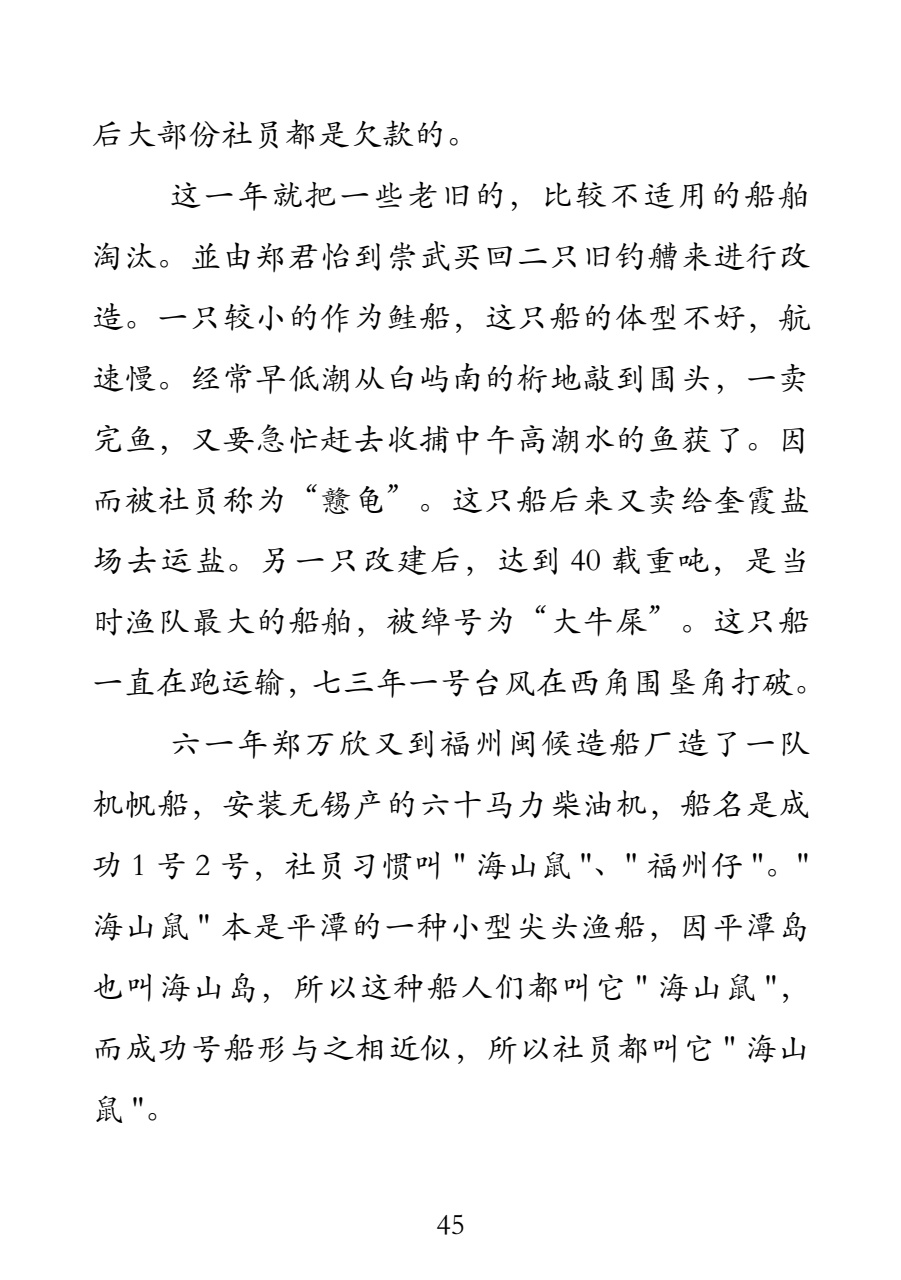 后大部份社员都是欠款的。
这一年就把一些老旧的，比较不适用的船舶
淘汰。並由郑君怡到崇武买回二只旧钓艚来进行改
造。一只较小的作为鲑船，这只船的体型不好，航
速慢。经常早低潮从白屿南的桁地敲到围头，一卖
完鱼，又要急忙赶去收捕中午高潮水的鱼获了。因
而被社员称为“戆龟”。这只船后来又卖给奎霞盐
场去运盐。另一只改建后，达到 40 载重吨，是当
时渔队最大的船舶，被绰号为“大牛屎”。这只船
一直在跑运输，七三年一号台风在西角围垦角打破。
六一年郑万欣又到福州闽候造船厂造了一队
机帆船，安装无锡产的六十马力柴油机，船名是成
功 1 号 2 号，社员习惯叫 " 海山鼠 "、" 福州仔 "。"
海山鼠 " 本是平潭的一种小型尖头渔船，因平潭岛
也叫海山岛，所以这种船人们都叫它 " 海山鼠 "，
而成功号船形与之相近似，所以社员都叫它 " 海山
鼠 "。
45